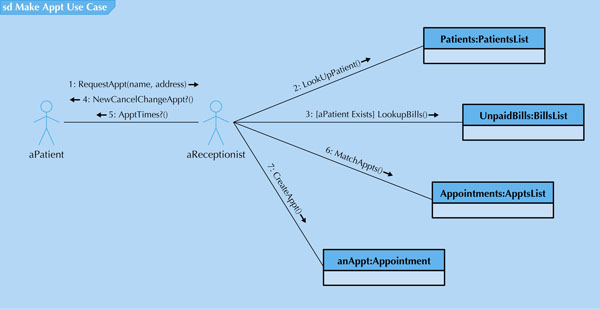 sd Make Appt Use Case
Patients:PatientsList
2: LookUpPatient()
1: RequestAppt(name, address)
4: NewCancelChangeAppt?()
5: ApptTimes?()
3: [aPatient Exists] LookupBills()
UnpaidBills:BillsList
aPatient
aReceptionist
6: MatchAppts()
7: CreateAppt()
Appointments:ApptsList
anAppt:Appointment